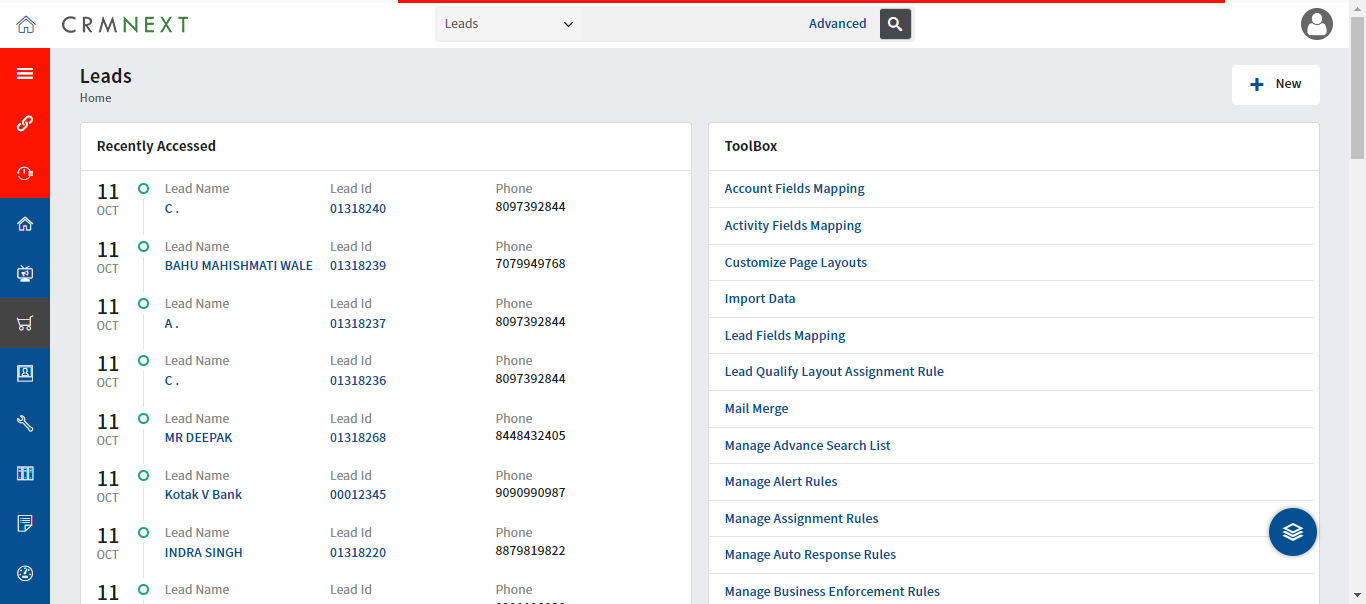 CRMNEXT
Leads
Advanced
Leads
Home
New
Recently Accessed
11 OCT
Lead Name Lead Id Phone
C . 01318240 8097392844
11 OCT
Lead Name Lead Id Phone
BAHU MAHISHMATI WALE 01318239 7079949768
11 OCT
Lead Name Lead Id Phone
A . 01318237 8097392844
11 OCT
Lead Name Lead Id Phone
C . 01318236 8097392844
11 OCT
Lead Name Lead Id Phone
MR DEEPAK 01318268 8448432405
11 OCT
Lead Name Lead Id Phone
Kotak V Bank 00012345 9090990987
11 OCT
Lead Name Lead Id Phone
INDRA SINGH 01318220 8879819822
11
Lead Name Lead Id Phone
ToolBox
Account Fields Mapping
Activity Fields Mapping
Customize Page Layouts
Import Data
Lead Fields Mapping
Lead Qualify Layout Assignment Rule
Mail Merge
Manage Advance Search List
Manage Alert Rules
Manage Assignment Rules
Manage Auto Response Rules
Manage Business Enforcement Rules